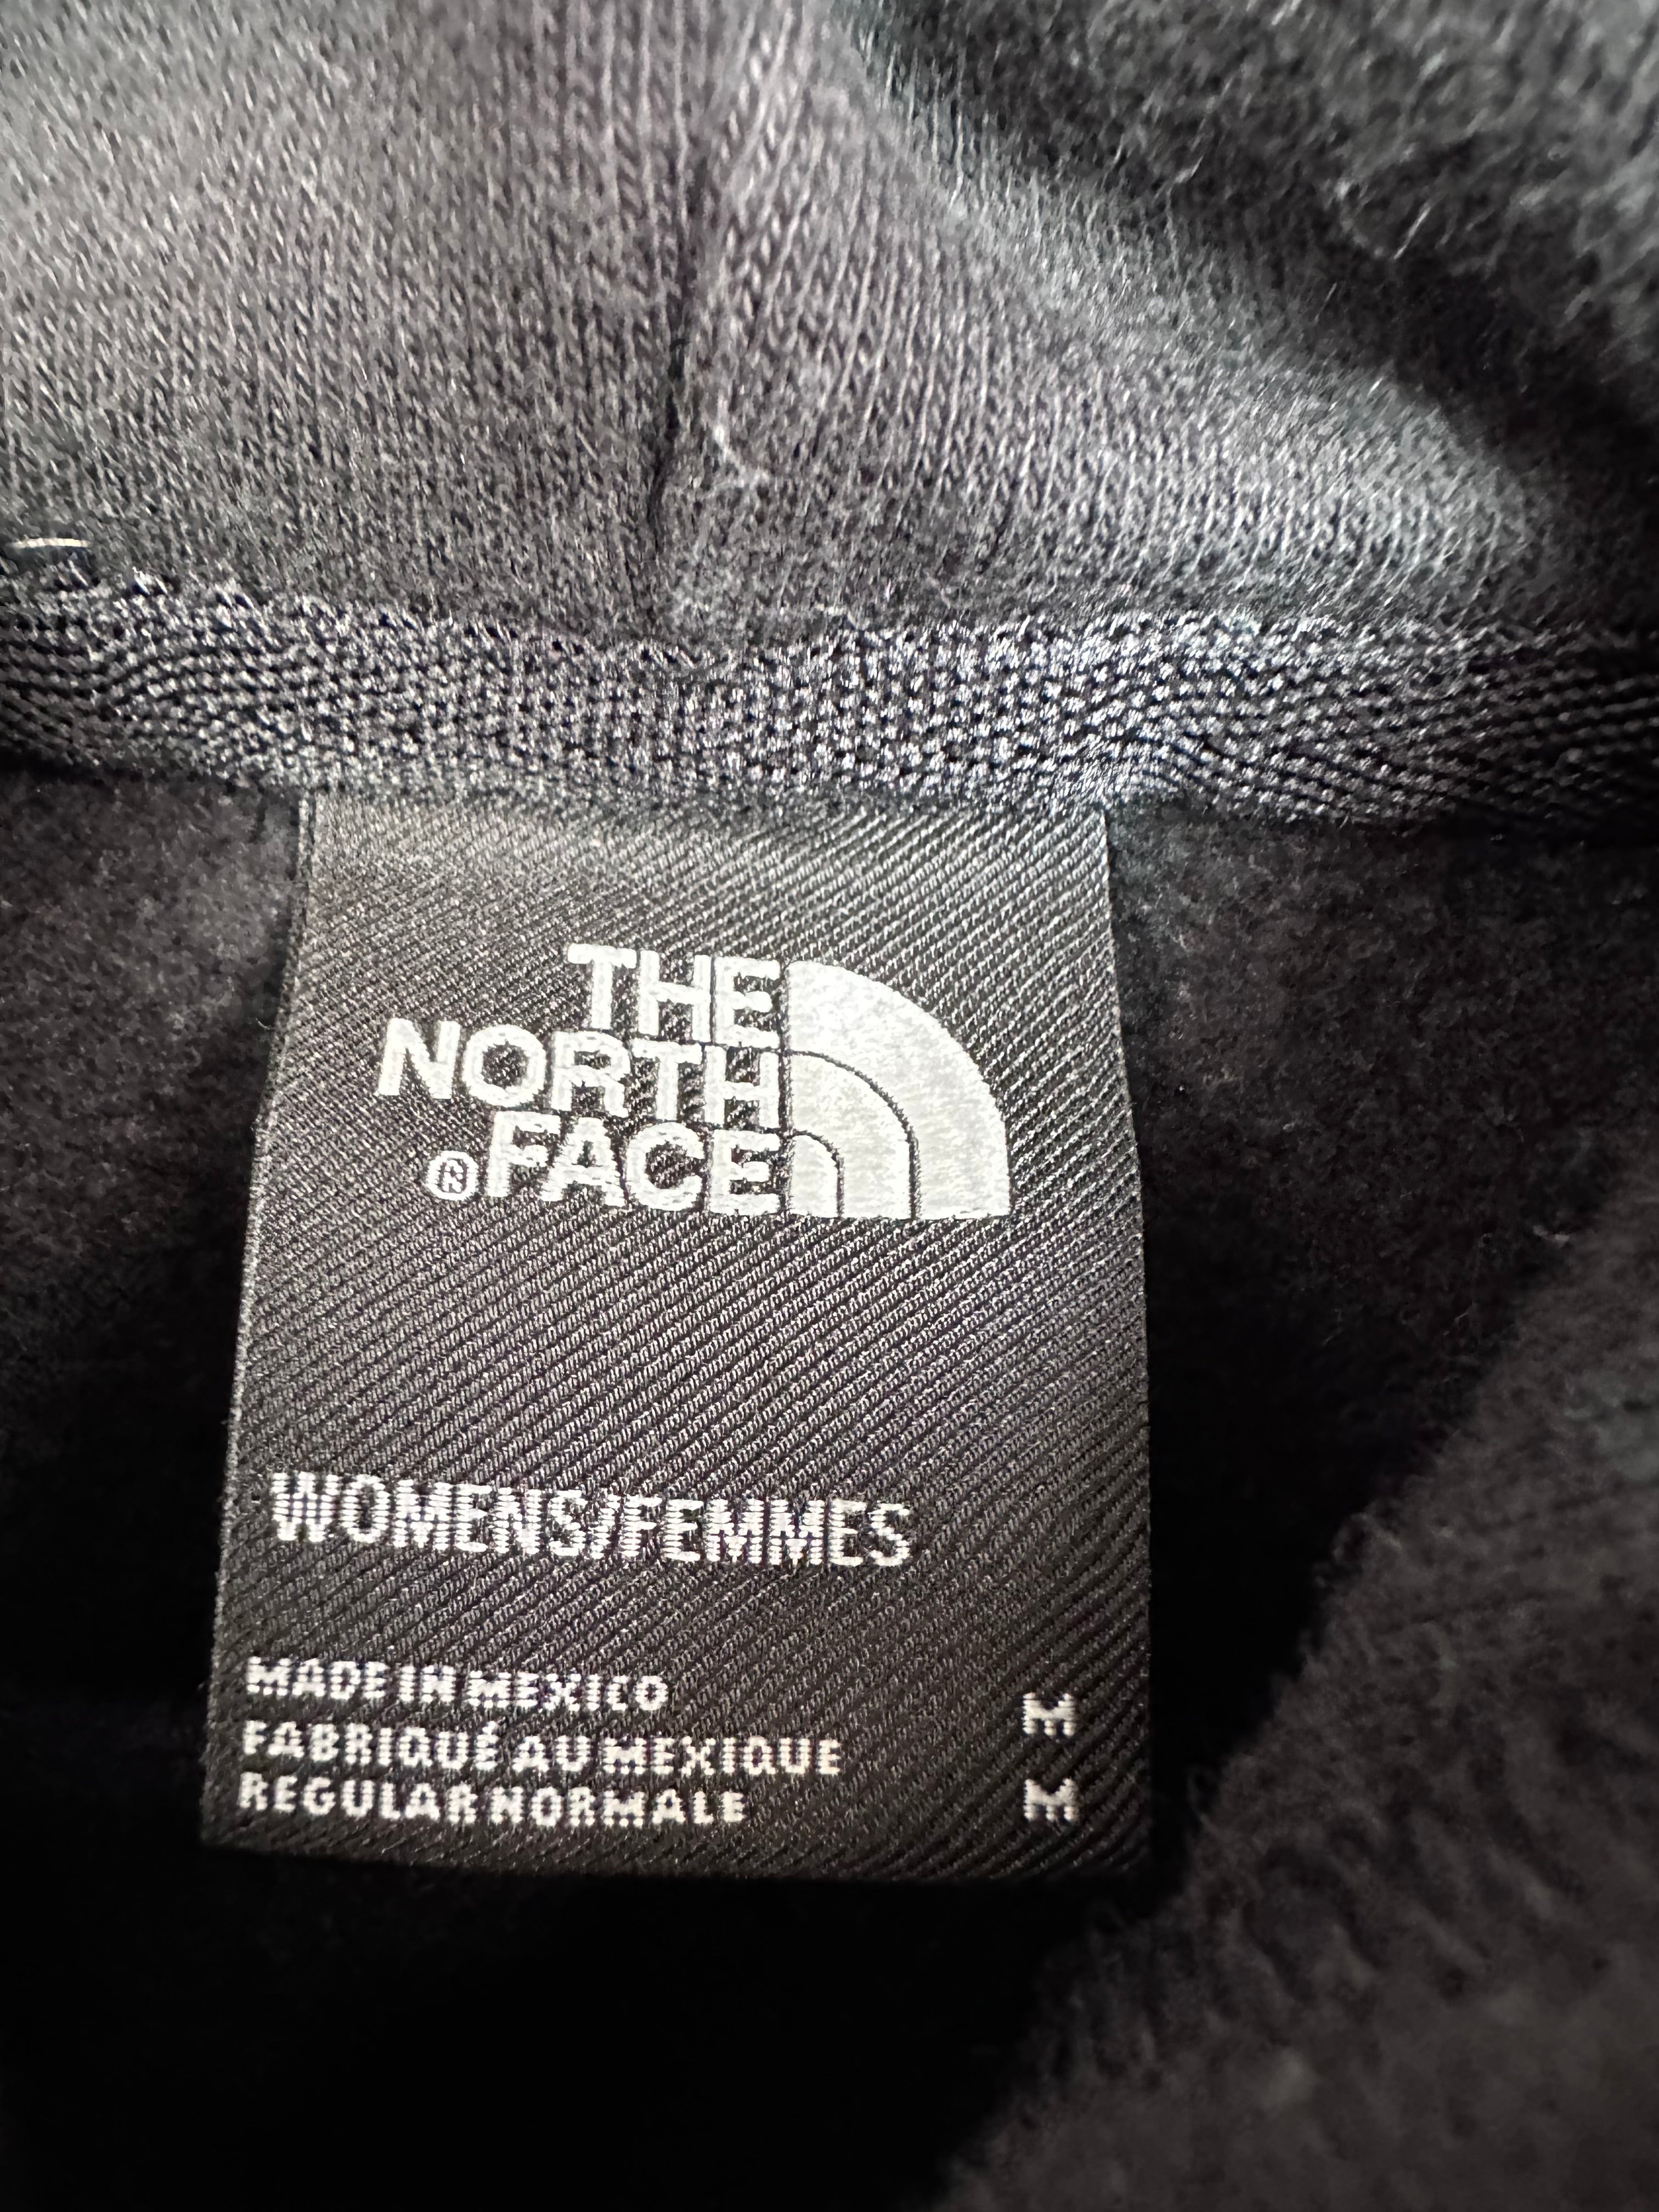 THE
NORTH
®FACE
WOMENS/FEMMES
MADE IN MEXICO
FABRIQUÉ AU MEXIQUE M
REGULAR NORMALE M